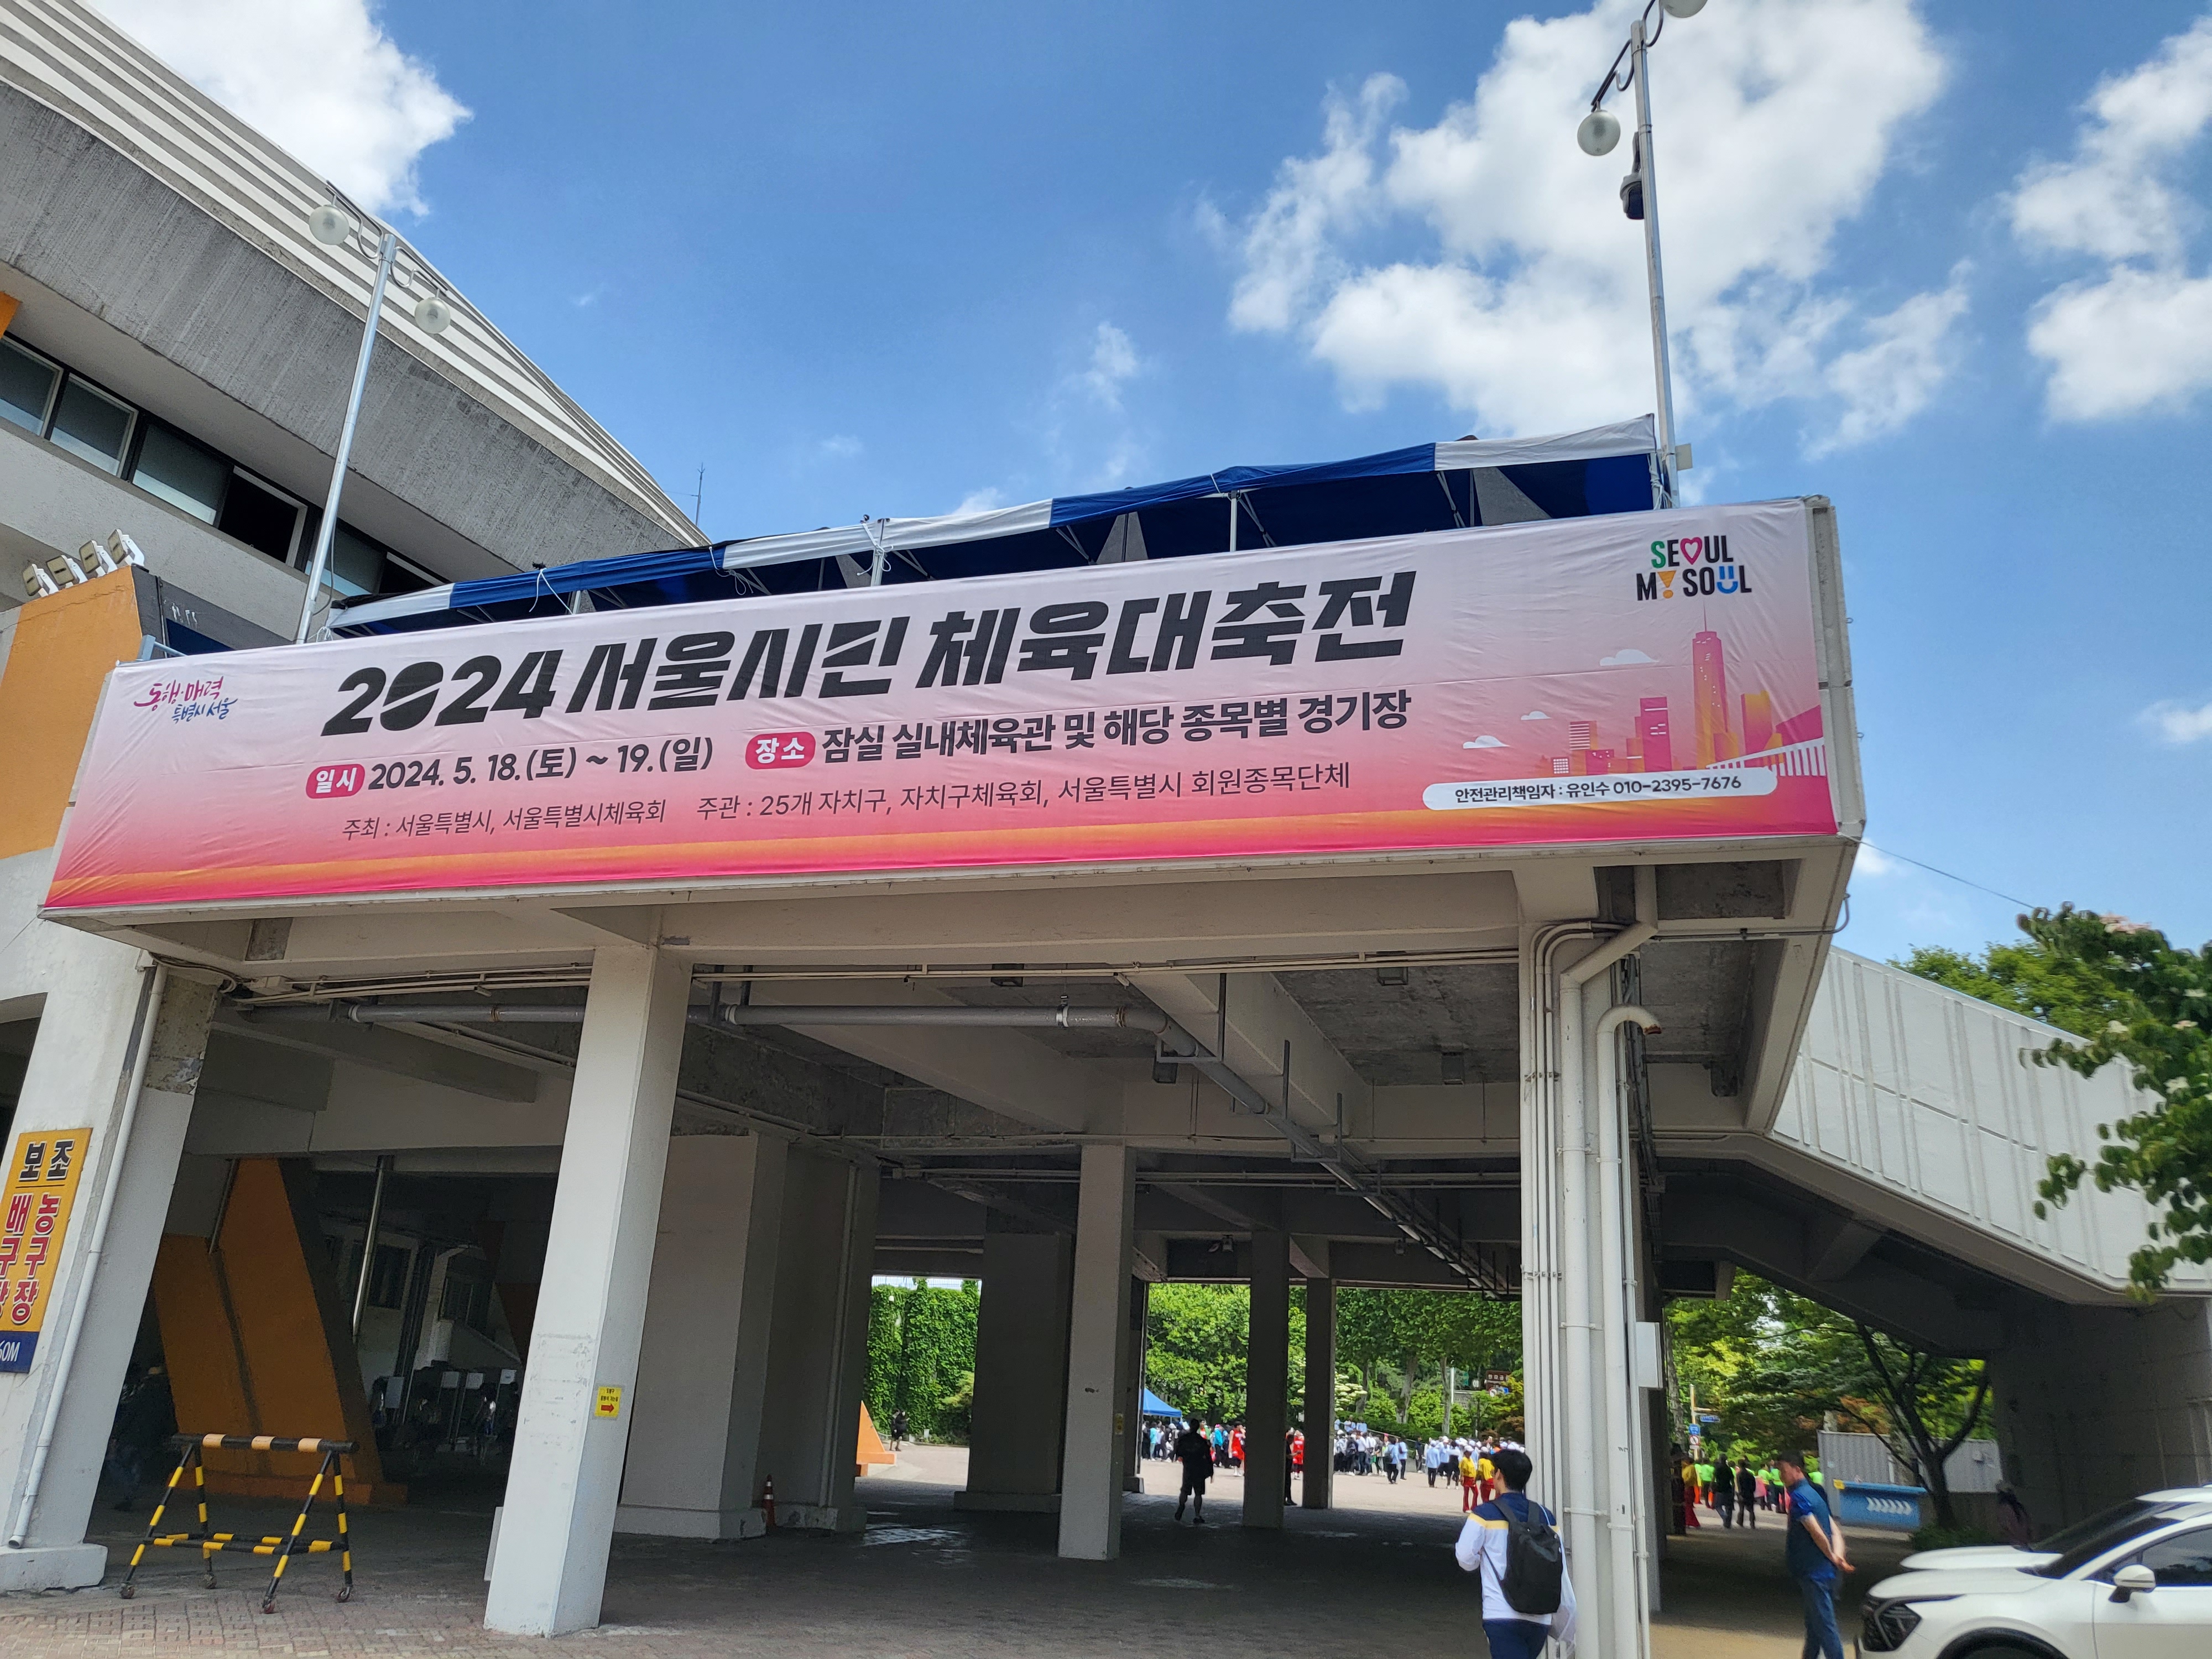 동행·매력
특별시 서울
2024 서울시민 체육대축전
SEOUL
MY SOUL
일시 2024. 5. 18.(토) ~ 19.(일) 장소 잠실 실내체육관 및 해당 종목별 경기장
주최 : 서울특별시, 서울특별시체육회 주관 : 25개 자치구, 자치구체육회, 서울특별시 회원종목단체
안전관리책임자 : 유인수 010-2395-7676
보조
농구장
배구장
60M